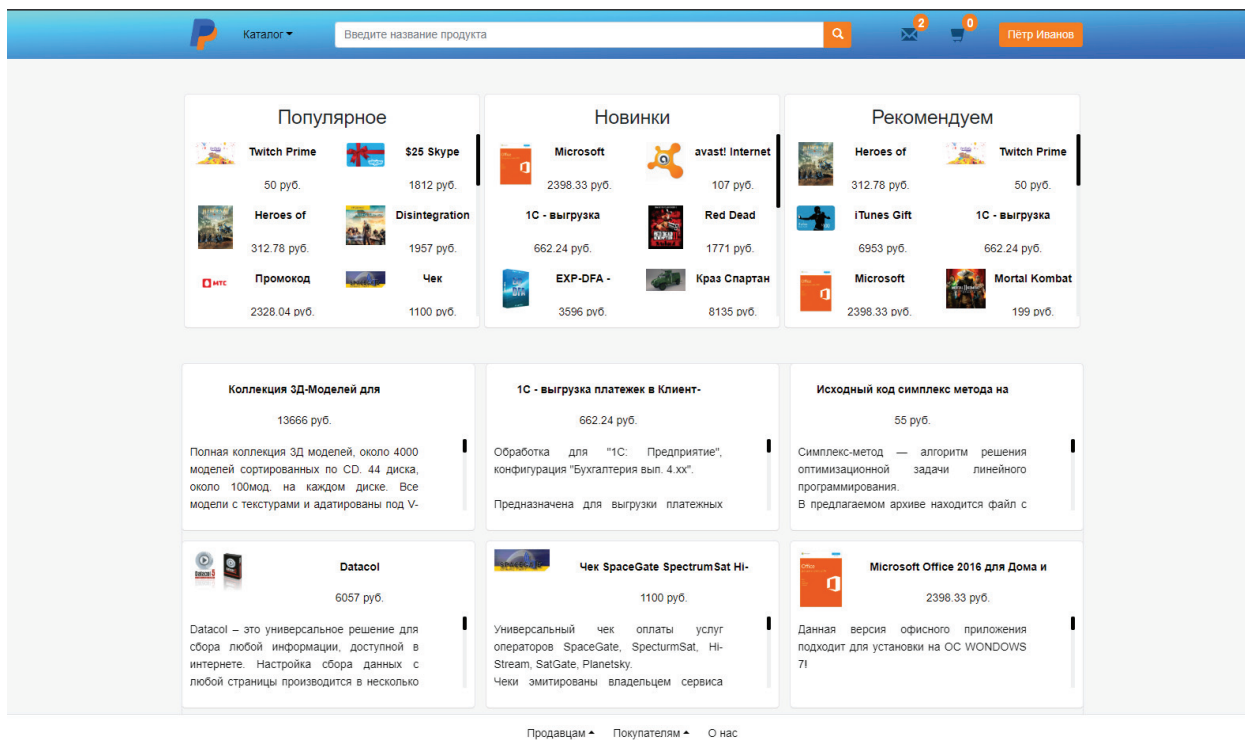 Каталог
Введите название продукта
2
0
Пётр Иванов
Популярное
Twitch Prime
50 руб.
$25 Skype
1812 руб.
Heroes of
312.78 руб.
Disintegration
1957 руб.
МТС
Промокод
2328.04 руб.
Чек
1100 руб.
Новинки
Microsoft
2398.33 руб.
avast! Internet
107 руб.
1С - выгрузка
662.24 руб.
Red Dead
1771 руб.
EXP-DFA -
3596 руб.
Краз Спартан
8135 руб.
Рекомендуем
Heroes of
312.78 руб.
Twitch Prime
50 руб.
iTunes Gift
6953 руб.
1С - выгрузка
662.24 руб.
Microsoft
2398.33 руб.
Mortal Kombat
199 руб.
Коллекция 3Д-Моделей для
13666 руб.
Полная коллекция 3Д моделей, около 4000
моделей сортированных по CD. 44 диска,
около 100мод. на каждом диске. Все
модели с текстурами и адатированы под V-
1С - выгрузка платежек в Клиент-
662.24 руб.
Обработка для "1С: Предприятие",
конфигурация "Бухгалтерия вып. 4.хх".
Предназначена для выгрузки платежных
Исходный код симплекс метода на
55 руб.
Симплекс-метод — алгоритм решения
оптимизационной задачи линейного
программирования.
В предлагаемом архиве находится файл с
Datacol
6057 руб.
Datacol – это универсальное решение для
сбора любой информации, доступной в
интернете. Настройка сбора данных с
любой страницы производится в несколько
Чек SpaceGate SpectrumSat Hi-
1100 руб.
Универсальный чек оплаты услуг
операторов SpaceGate, SpecturmSat, Hi-
Stream, SatGate, Planetsky.
Чеки эмитированы владельцем сервиса
Office
Microsoft Office 2016 для Дома и
2398.33 руб.
Данная версия офисного приложения
подходит для установки на ОС WONDOWS
7!
Продавцам
Покупателям
О нас